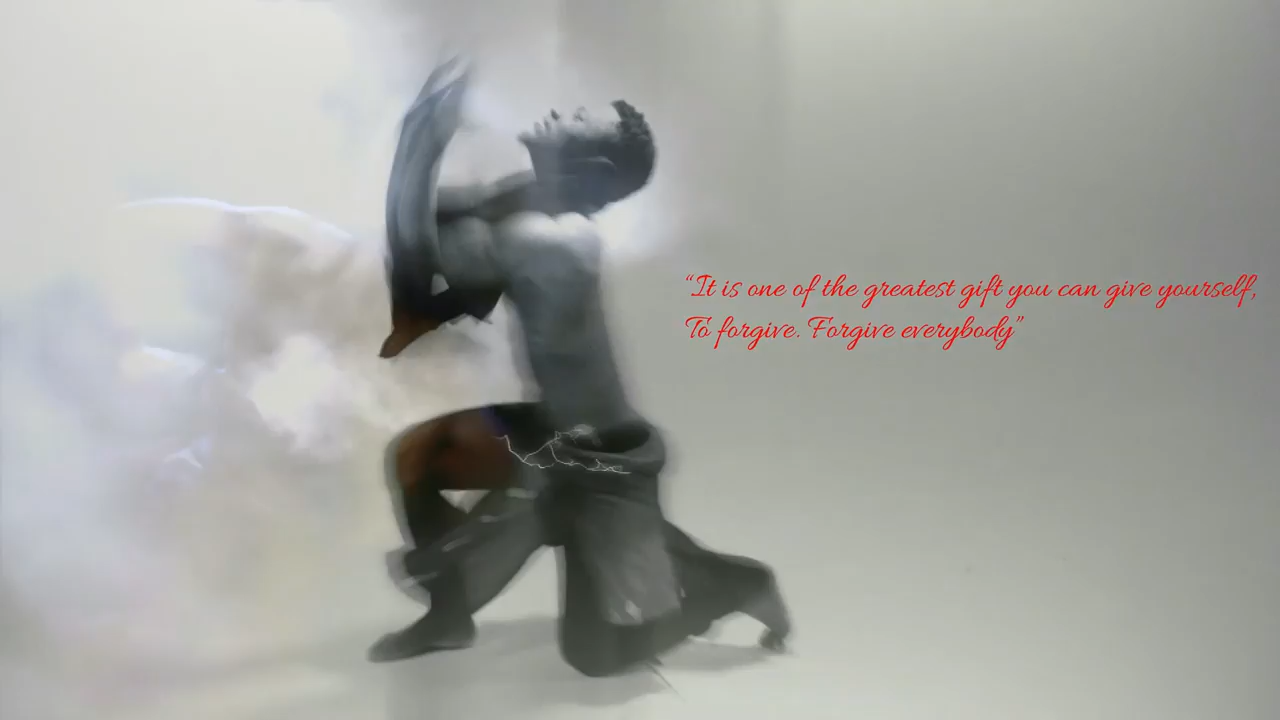 “It is one of the greatest gift you can give yourself,
To forgive. Forgive everybody”